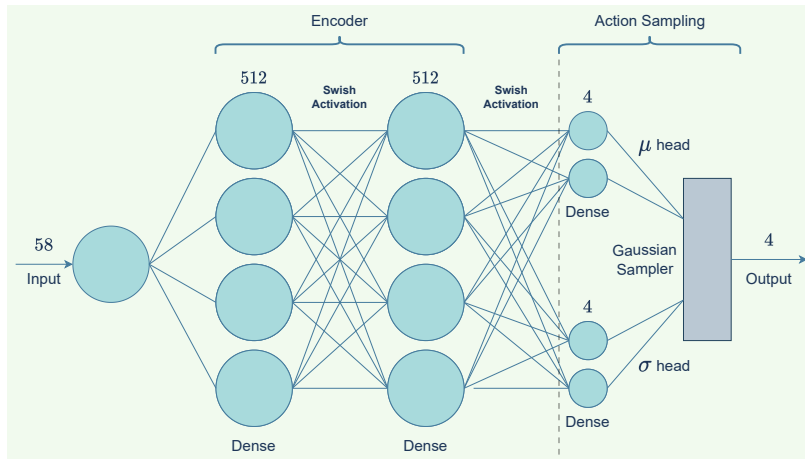 Encoder
Action Sampling
512
512
Swish
Activation
Swish
Activation
4
μ head
Dense
58
Input
Gaussian
Sampler
4
Output
4
σ head
Dense
Dense
Dense